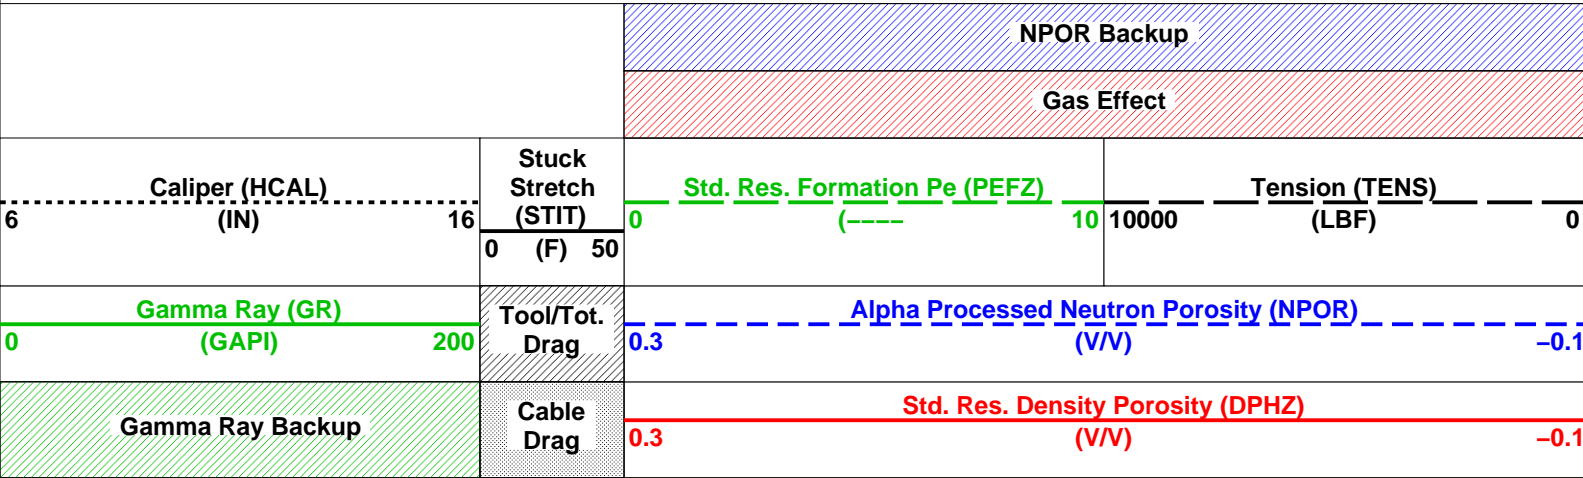 NPOR Backup
Gas Effect
Caliper (HCAL)
6 (IN) 16
Stuck
Stretch
(STIT)
0 (F) 50
Std. Res. Formation Pe (PEFZ)
0 (−−−− 10
Tension (TENS)
10000 (LBF) 0
Gamma Ray (GR)
0 (GAPI) 200
Tool/Tot.
Drag
Alpha Processed Neutron Porosity (NPOR)
0.3 (V/V) −0.1
Gamma Ray Backup
Cable
Drag
Std. Res. Density Porosity (DPHZ)
0.3 (V/V) −0.1